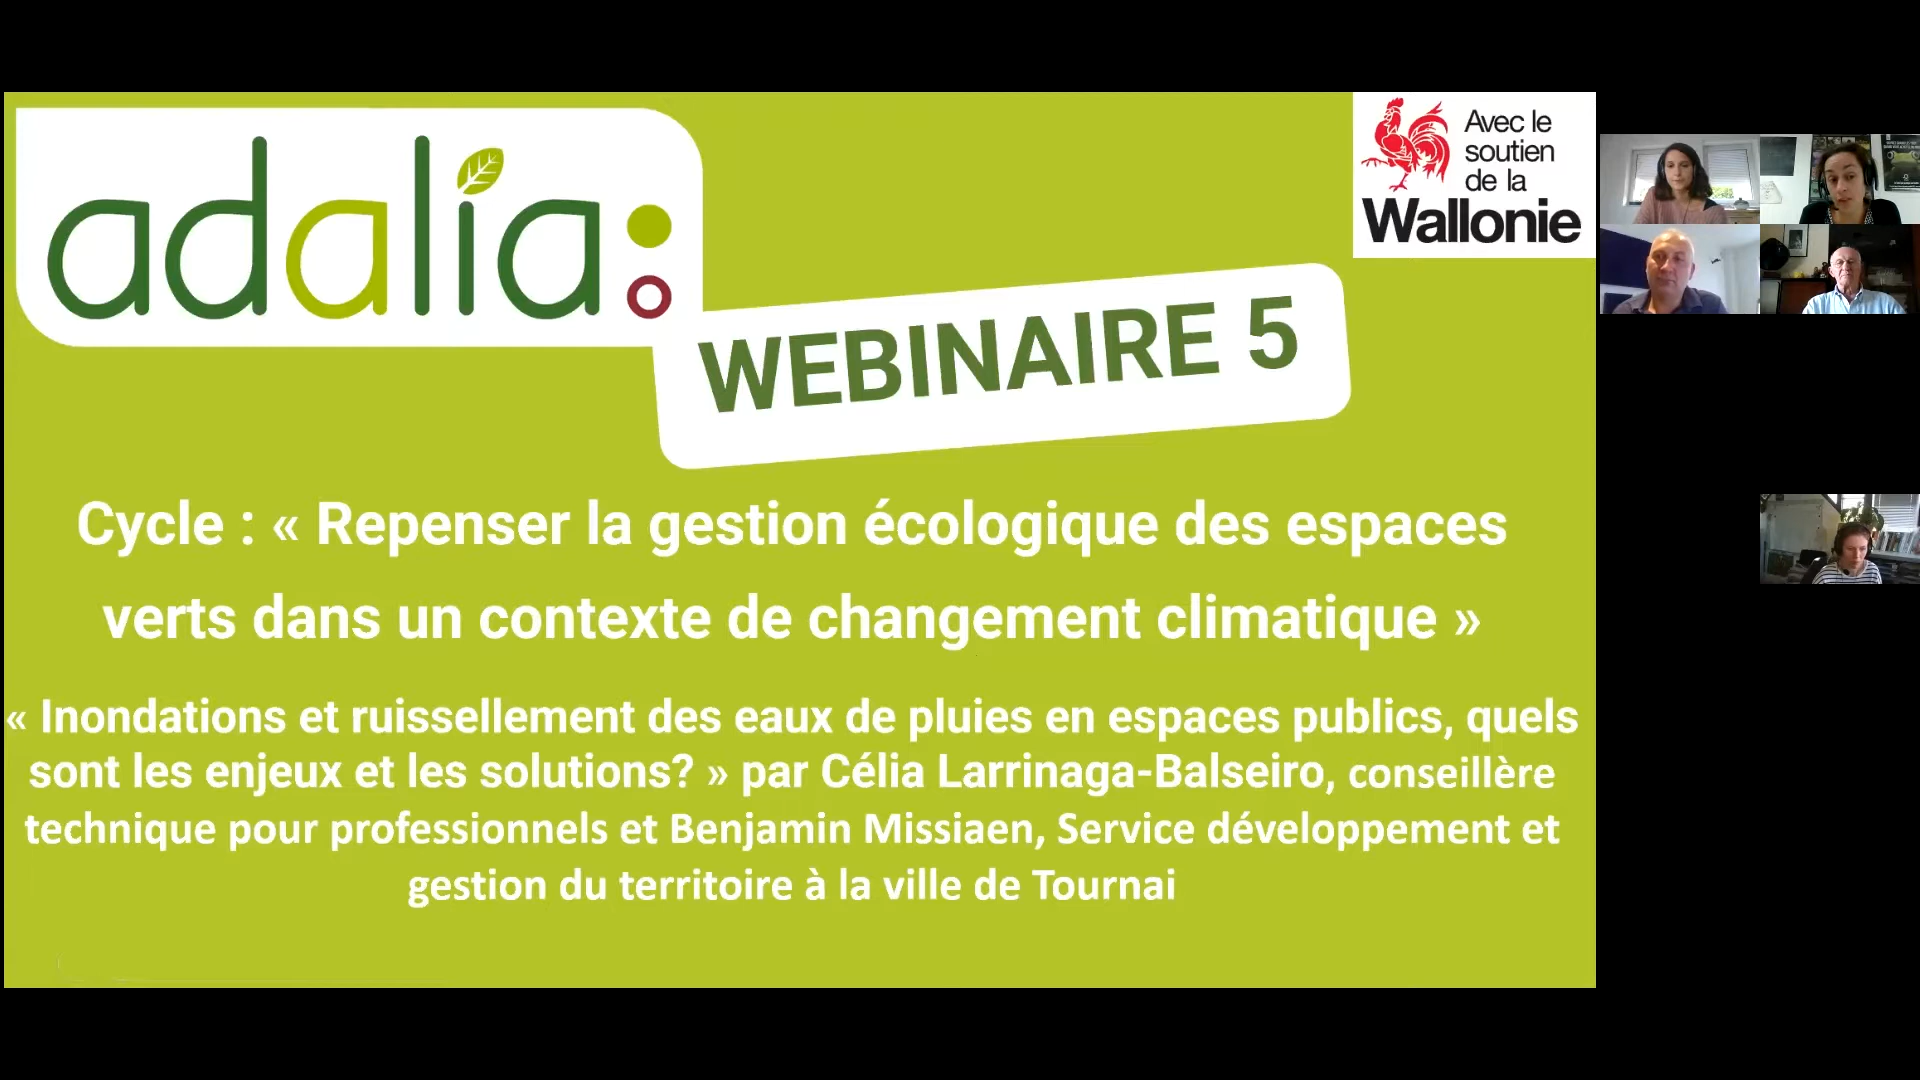 adalia:
Avec le
soutien
de la
Wallonie
WEBINAIRE 5
Cycle : « Repenser la gestion écologique des espaces
verts dans un contexte de changement climatique »
« Inondations et ruissellement des eaux de pluies en espaces publics, quels
sont les enjeux et les solutions? » par Célia Larrinaga-Balseiro, conseillère
technique pour professionnels et Benjamin Missiaen, Service développement et
gestion du territoire à la ville de Tournai